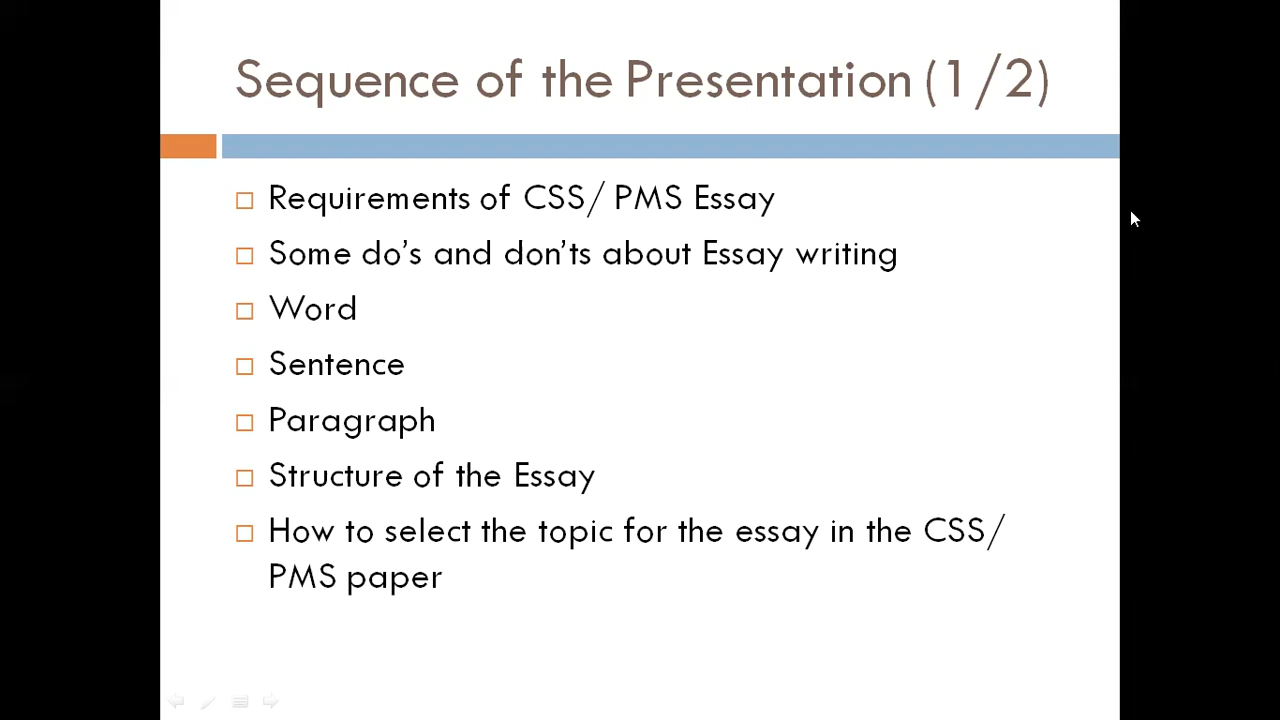 Sequence of the Presentation (1/2)
Requirements of CSS/ PMS Essay
Some do's and don'ts about Essay writing
Word
Sentence
Paragraph
Structure of the Essay
How to select the topic for the essay in the CSS/
PMS paper